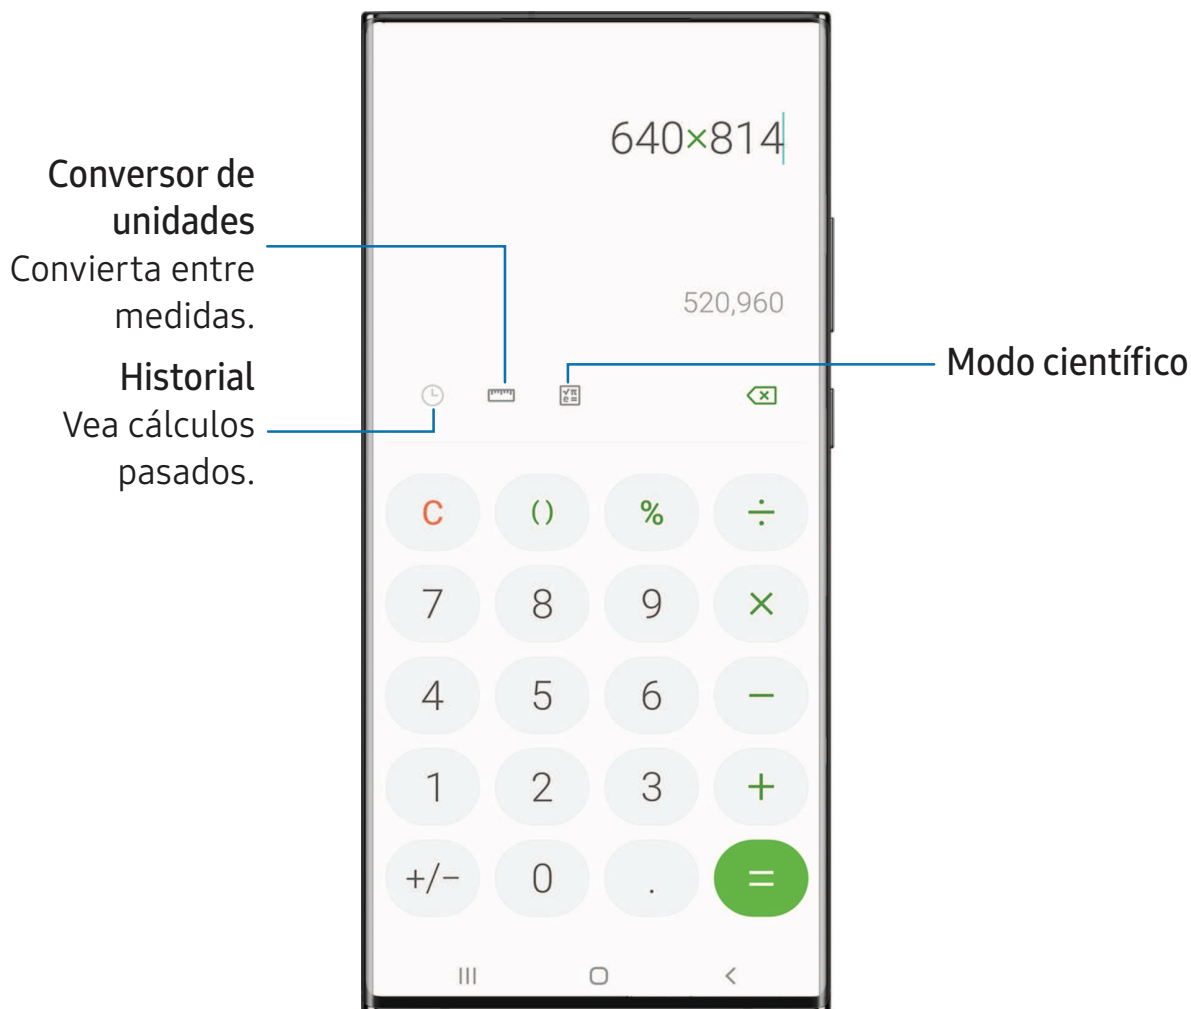 640×814
Conversor de
unidades
Convierta entre
medidas.
520,960
Historial
Vea cálculos
pasados.
Modo científico
√π
e=
C () % ÷
7 8 9 ×
4 5 6 −
1 2 3 +
+/− 0 . =